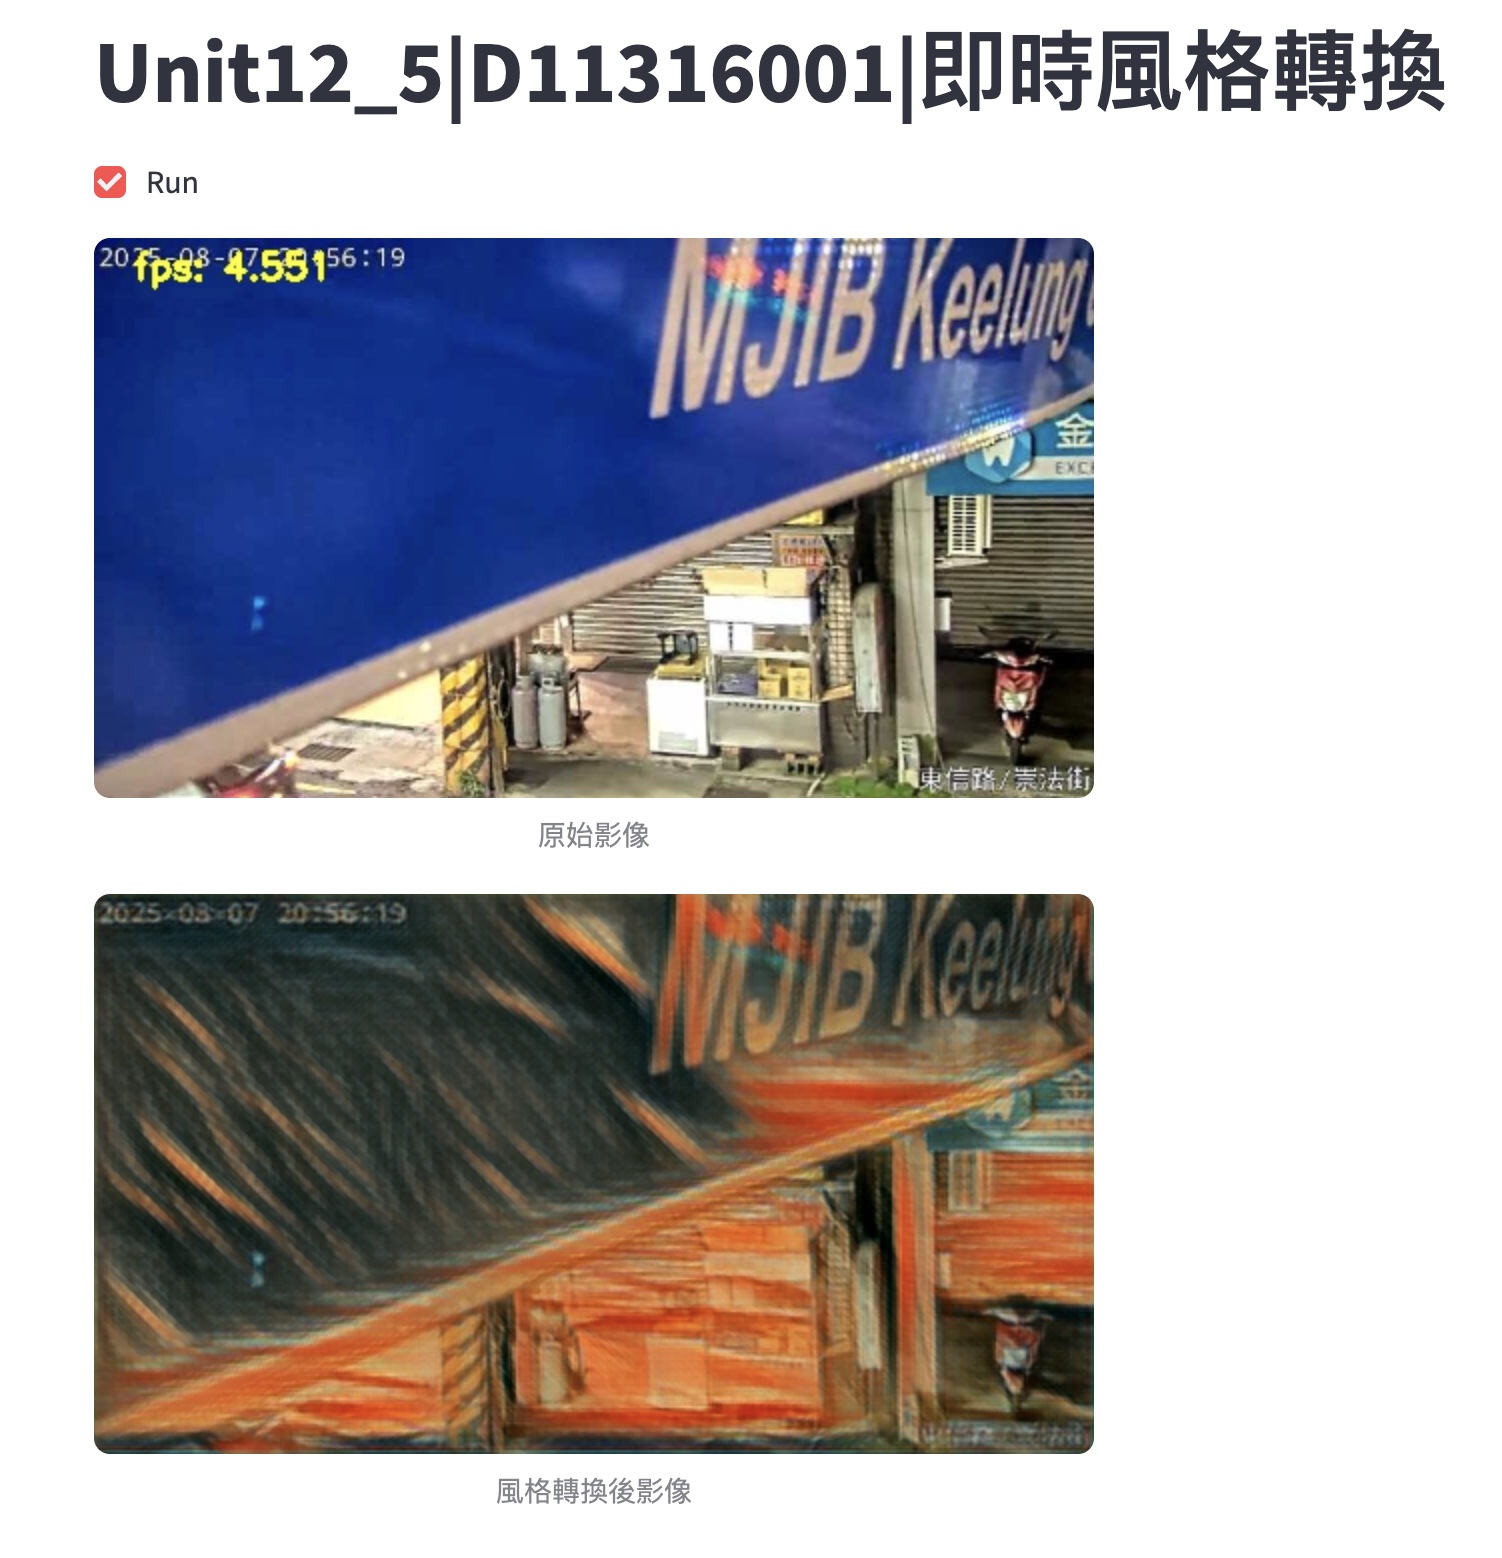 Unit12_5|D11316001|即時風格轉換
Run
2025-08-07 20:56:19
fps: 4.551
MJIB Keelung
金
EXC
東信路/崇法街
原始影像
2025-08-07 20:56:19
MJIB Keelung
金
風格轉換後影像